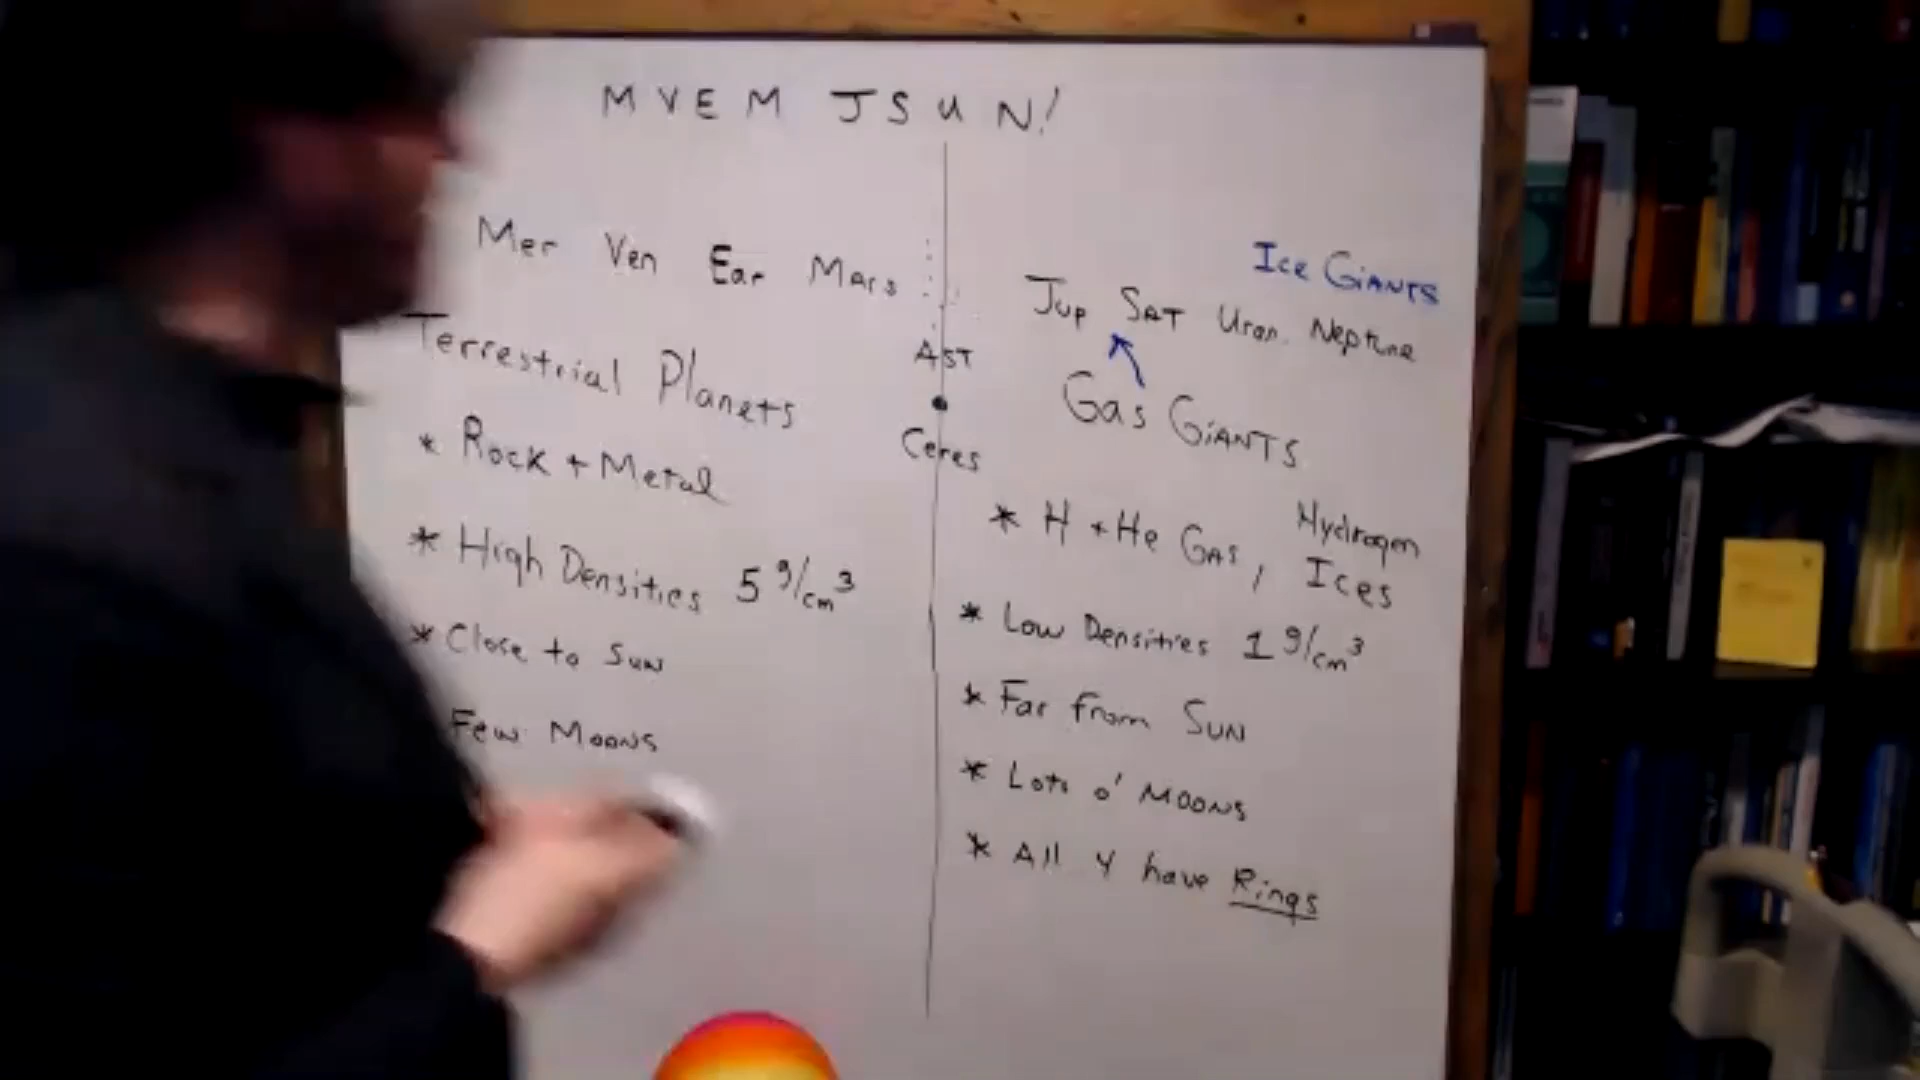 M V E M J S U N!
Mer Ven Ear Mars
Terrestrial Planets
* Rock + Metal
* High Densities 5 g/cm³
* Close to Sun
Few Moons
AST
Ceres
Ice GiANTS
Jup SAT Uran. Neptune
Gas GiANTS
* H + He GAS, Hydrogen
Ices
* Low Densities 1 g/cm³
* Far from SUN
* Lots o' MOONS
* All 4 have Rings